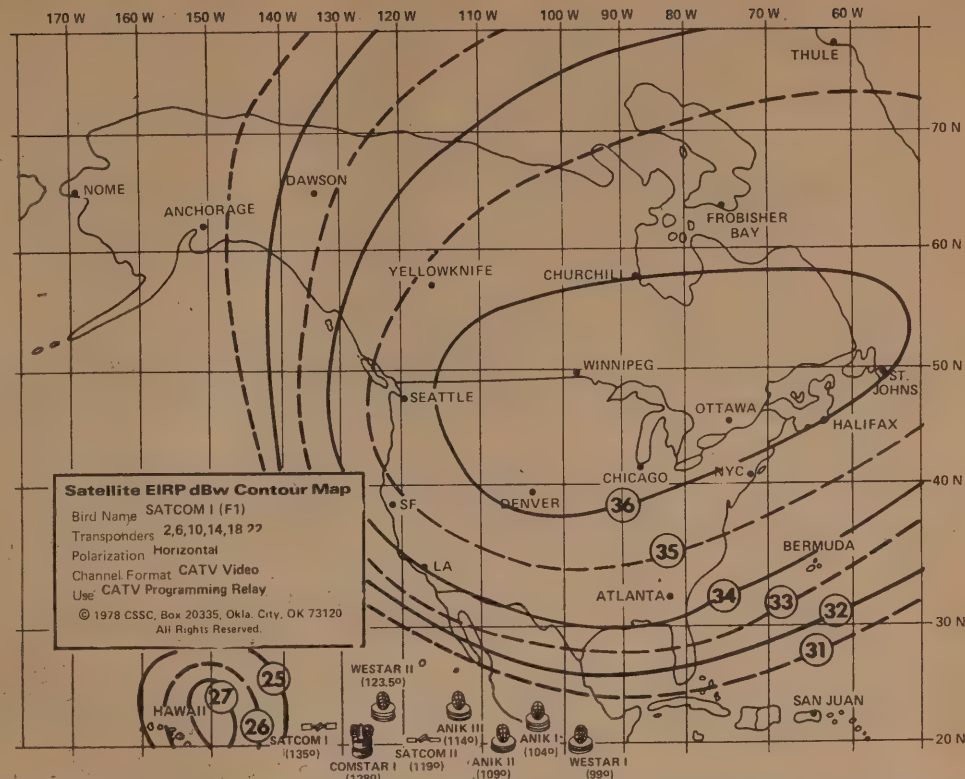 170 W 160 W 150 W 140 W 130 W 120 W 110 W 100 W 90 W 80 W 70 W 60 W
THULE
70 N
NOME
DAWSON
ANCHORAGE
FROBISHER
BAY
60 N
YELLOWKNIFE
CHURCHILL
WINNIPEG
50 N
ST.
JOHNS
SEATTLE
OTTAWA
HALIFAX
CHICAGO
NYC
40 N
DENVER
36
SF
35
BERMUDA
LA
ATLANTA
34
33
32
31
30 N
Satellite EIRP dBw Contour Map
Bird Name SATCOM I (F1)
Transponders 2,6,10,14,18 22
Polarization Horizontal
Channel Format CATV Video
Use CATV Programming Relay
© 1978 CSSC, Box 20335, Okla. City, OK 73120
All Rights Reserved.
25
27
26
HAWAII
WESTAR II
(123.5°)
SATCOM I
(135°)
COMSTAR I
(128°)
SATCOM II
(119°)
ANIK III
(114°)
ANIK II
(109°)
ANIK I
(104°)
WESTAR I
(99°)
SAN JUAN
20 N